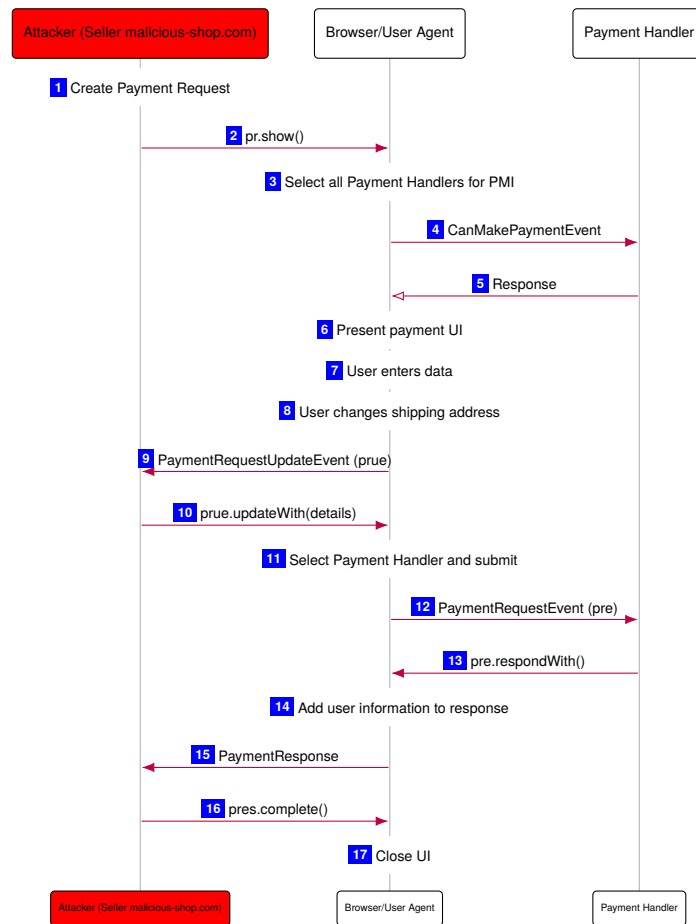 Attacker (Seller malicious-shop.com)
Browser/User Agent
Payment Handler
1 Create Payment Request
2 pr.show()
3 Select all Payment Handlers for PMI
4 CanMakePaymentEvent
5 Response
6 Present payment UI
7 User enters data
8 User changes shipping address
9 PaymentRequestUpdateEvent (prue)
10 prue.updateWith(details)
11 Select Payment Handler and submit
12 PaymentRequestEvent (pre)
13 pre.respondWith()
14 Add user information to response
15 PaymentResponse
16 pres.complete()
17 Close UI
Attacker (Seller malicious-shop.com)
Browser/User Agent
Payment Handler